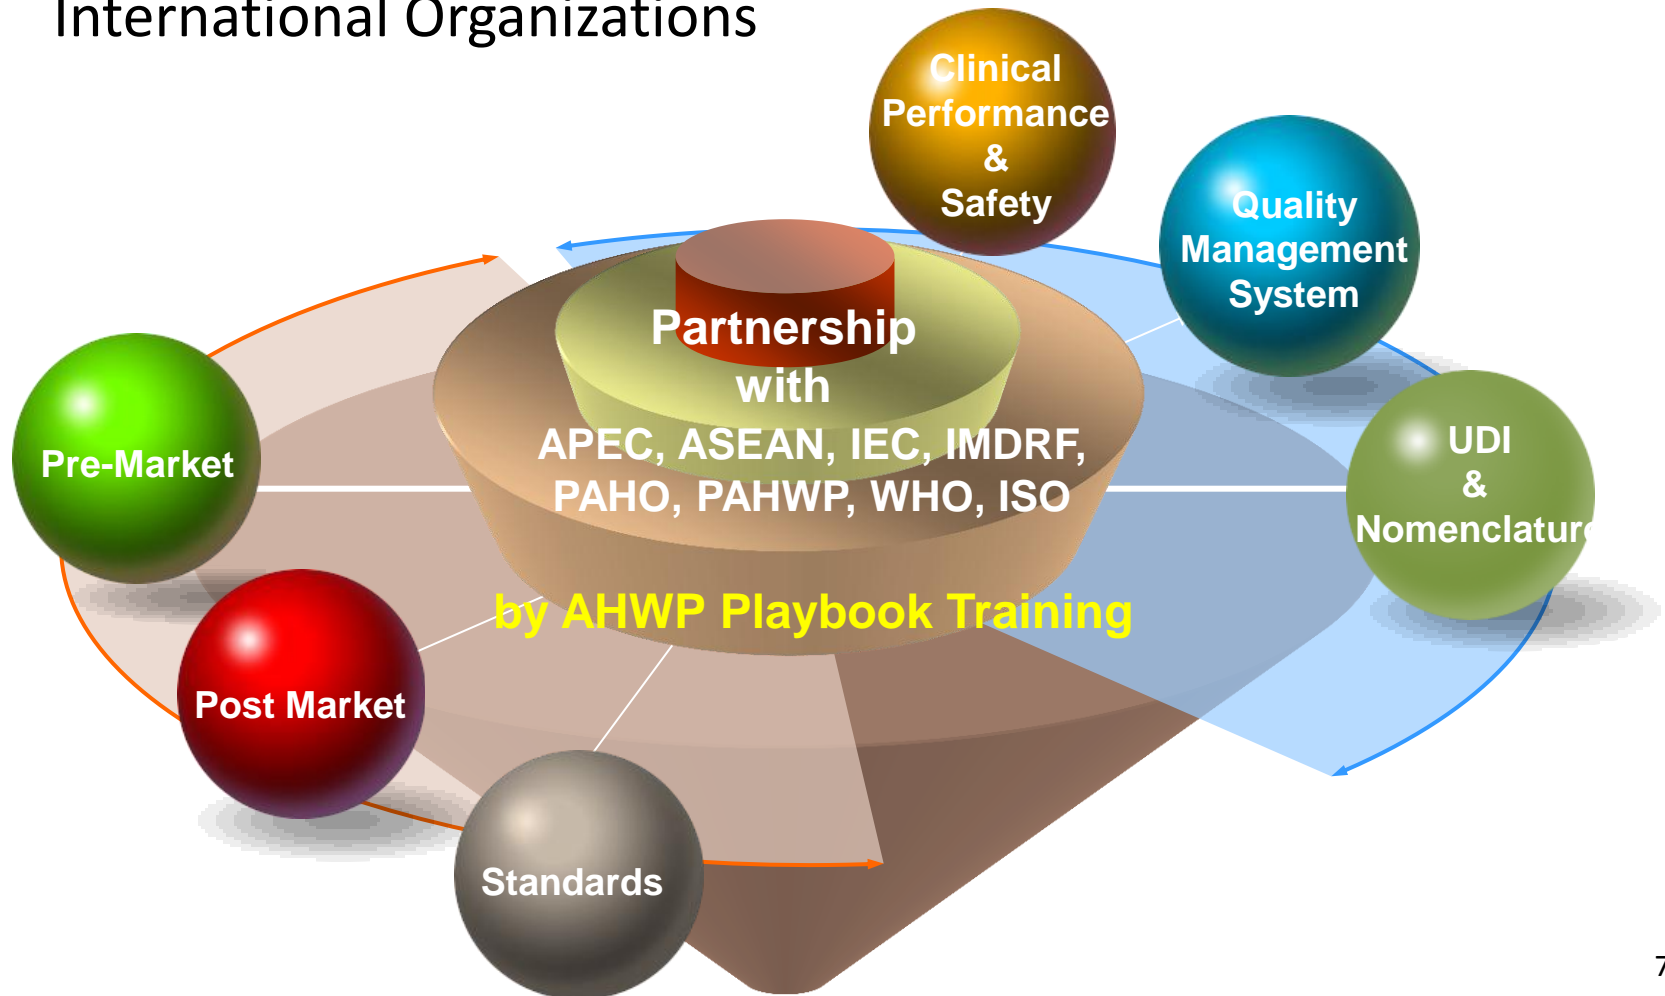 International Organizations
Clinical
Performance
&
Safety
Quality
Management
System
UDI
&
Nomenclature
Partnership
with
APEC, ASEAN, IEC, IMDRF,
PAHO, PAHWP, WHO, ISO
by AHWP Playbook Training
Pre-Market
Post Market
Standards
7